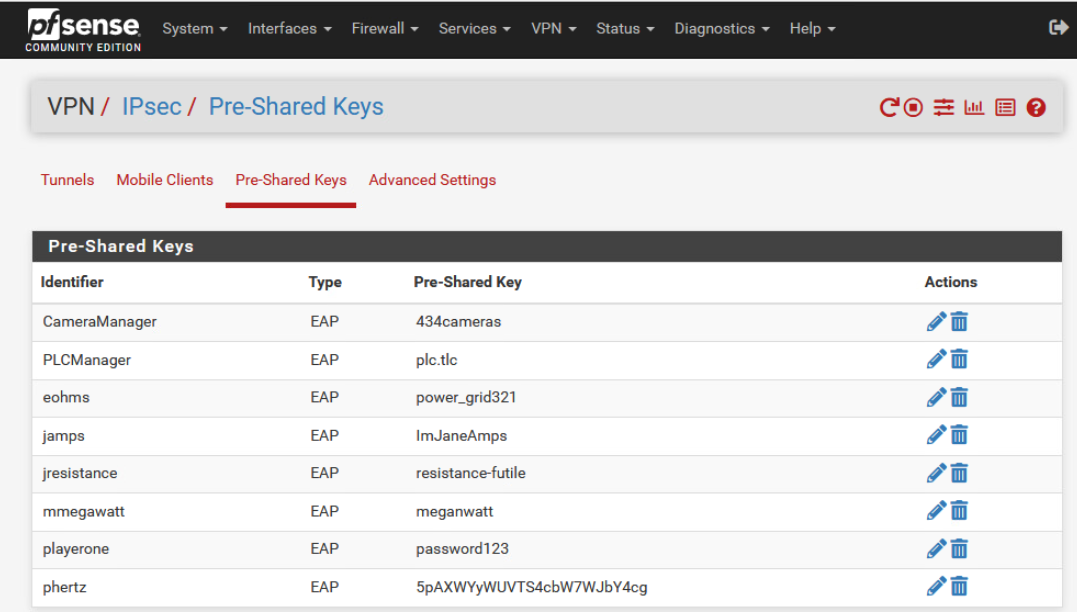 pfsense COMMUNITY EDITION System Interfaces Firewall Services VPN Status Diagnostics Help
VPN / IPsec / Pre-Shared Keys
Tunnels Mobile Clients Pre-Shared Keys Advanced Settings
Pre-Shared Keys
Identifier Type Pre-Shared Key Actions
CameraManager EAP 434cameras
PLCManager EAP plc.tlc
eohms EAP power_grid321
jamps EAP ImJaneAmps
jresistance EAP resistance-futile
mmegawatt EAP meganwatt
playerone EAP password123
phertz EAP 5pAXWYyWUVTS4cbW7WJbY4cg